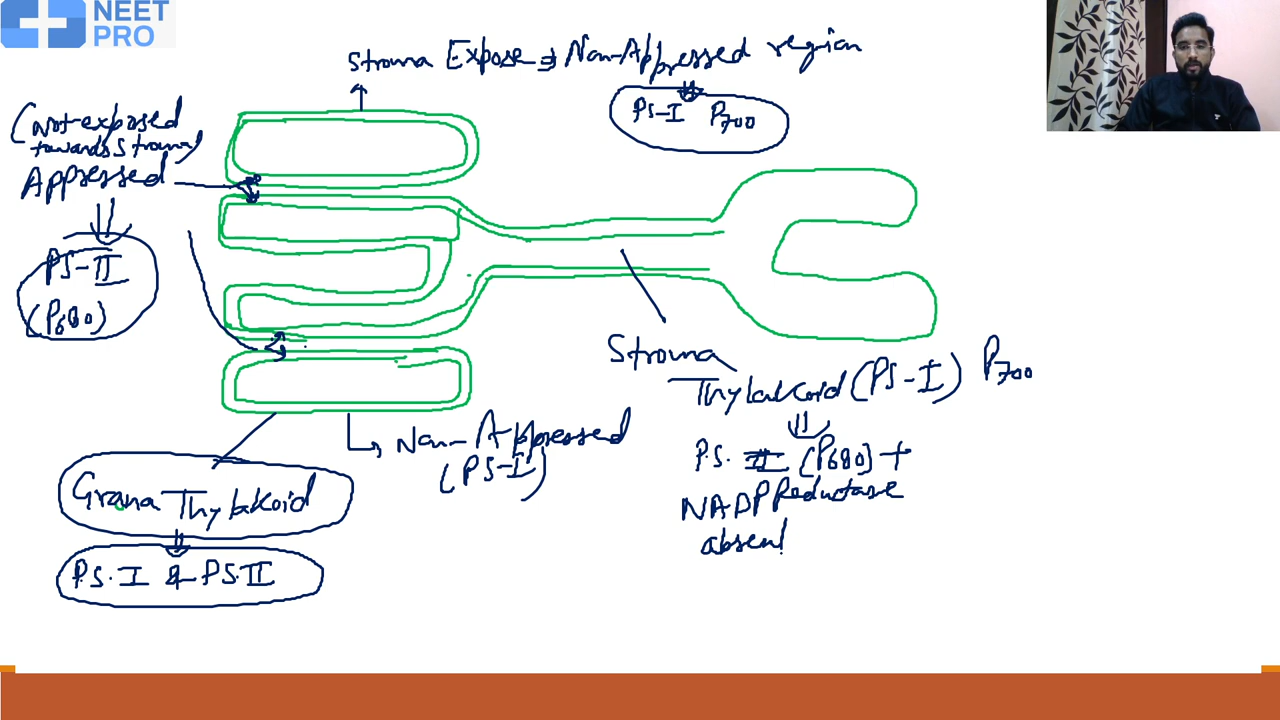 NEET
PRO
Stroma Expose ⇒ Non-Appressed region
PS-I P700
(not-exposed
towards Stroma)
Appressed
PS-II
(P680)
Stroma
Thylakoid (PS-I) P700
P.S. II (P680) +
NADP Reductase
absent
Non-Appressed
(PS-I)
Grana Thylakoid
P.S. I & PS II